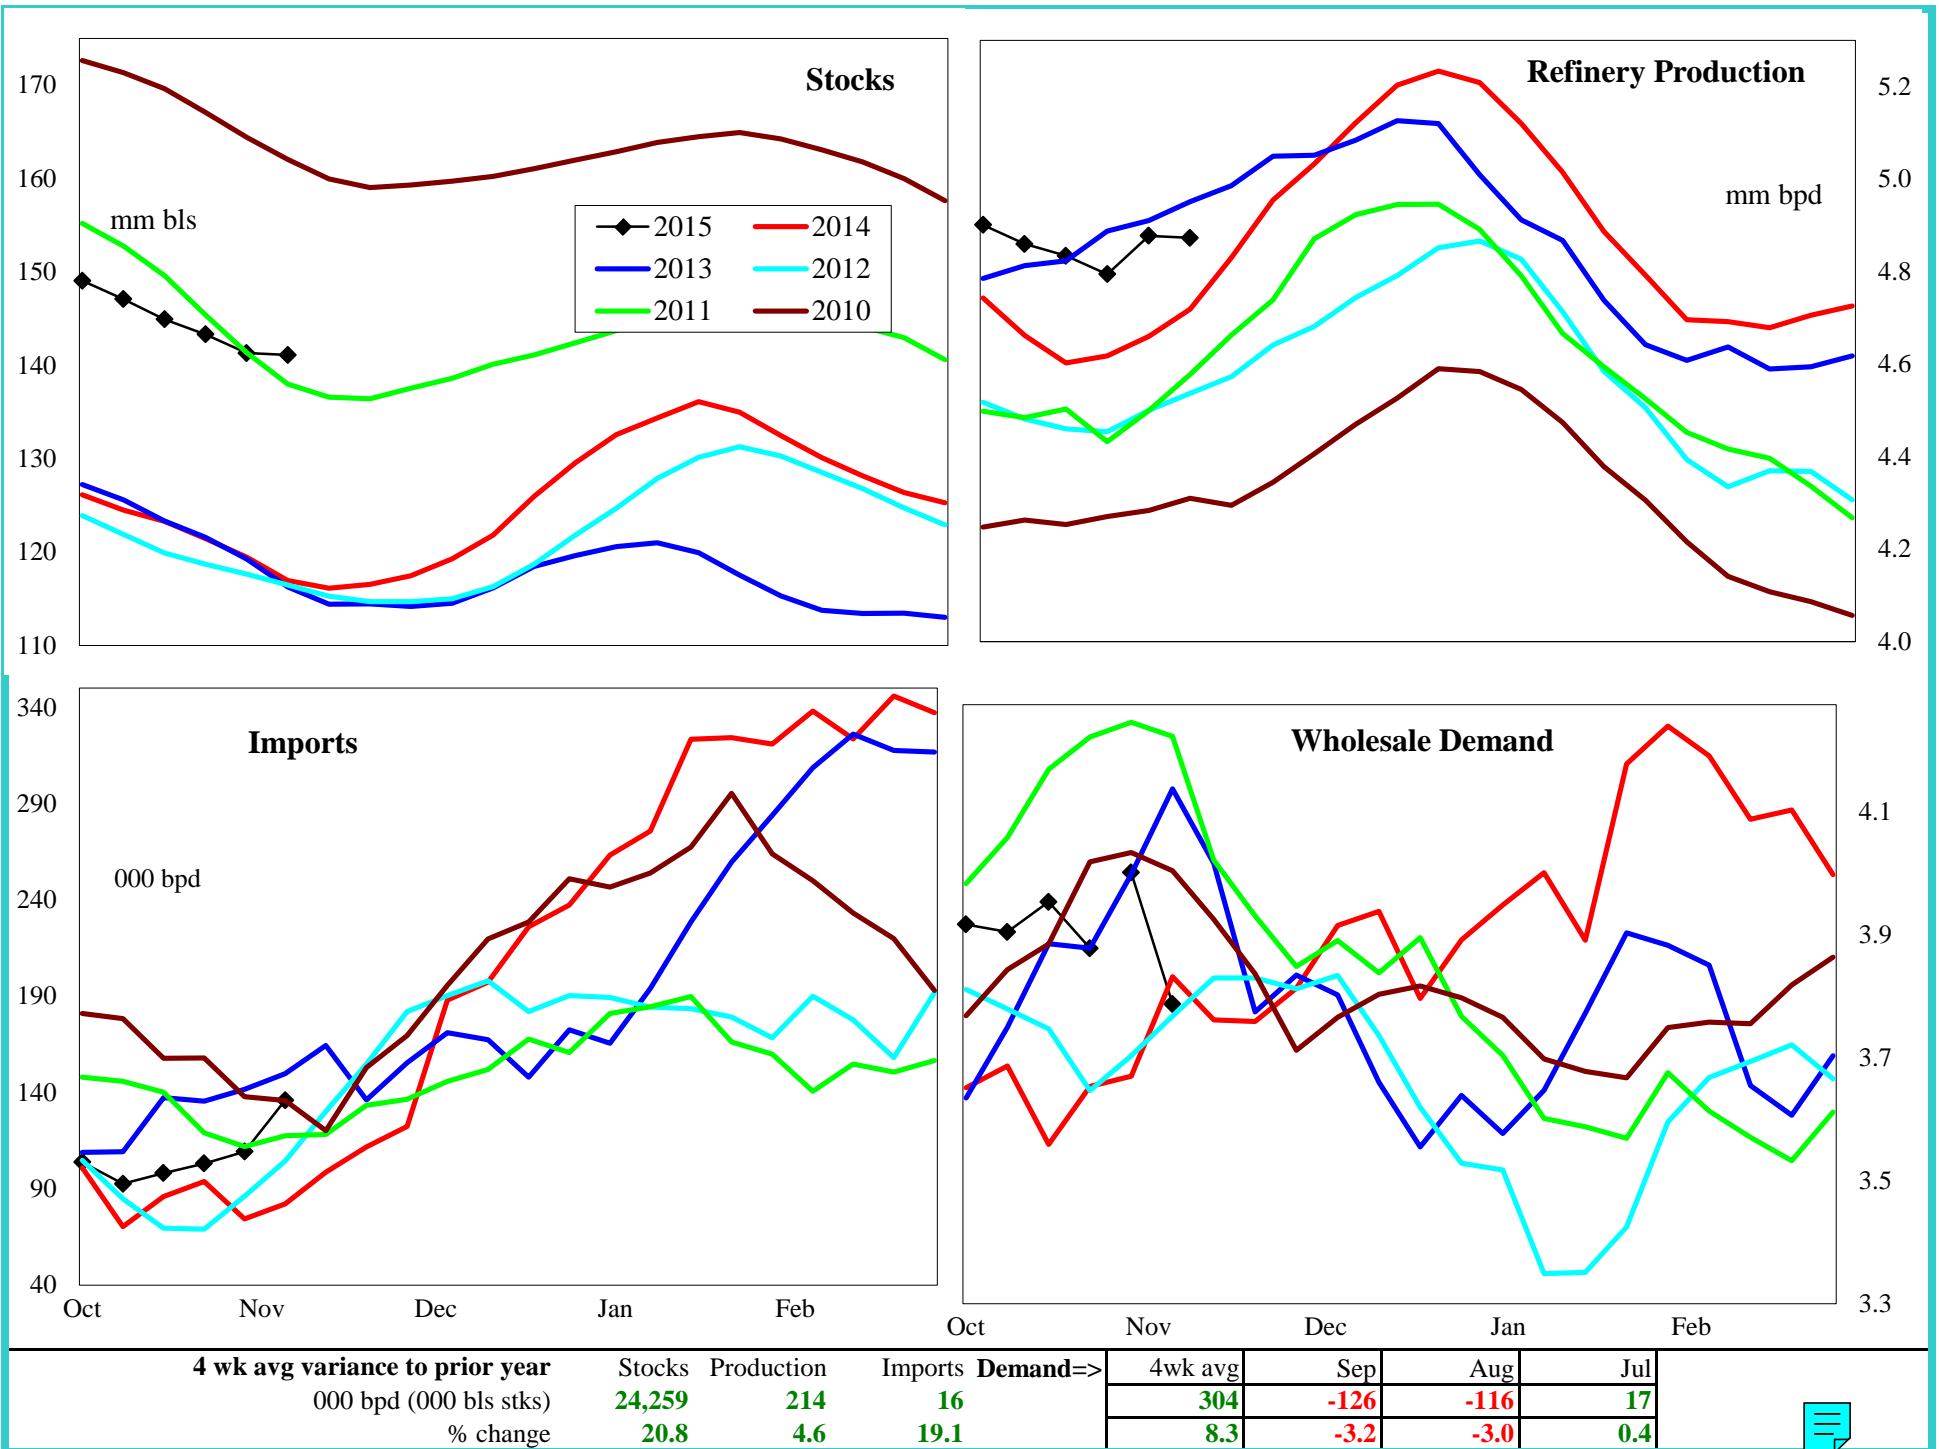 Stocks
170
160
150
140
130
120
110
mm bls
2015 2014
2013 2012
2011 2010
Refinery Production
mm bpd
5.2
5.0
4.8
4.6
4.4
4.2
4.0
Imports
000 bpd
340
290
240
190
140
90
40
Oct Nov Dec Jan Feb
Wholesale Demand
4.1
3.9
3.7
3.5
3.3
Oct Nov Dec Jan Feb
4 wk avg variance to prior year Stocks Production Imports Demand=> 4wk avg Sep Aug Jul
000 bpd (000 bls stks) 24,259 214 16 304 -126 -116 17
% change 20.8 4.6 19.1 8.3 -3.2 -3.0 0.4